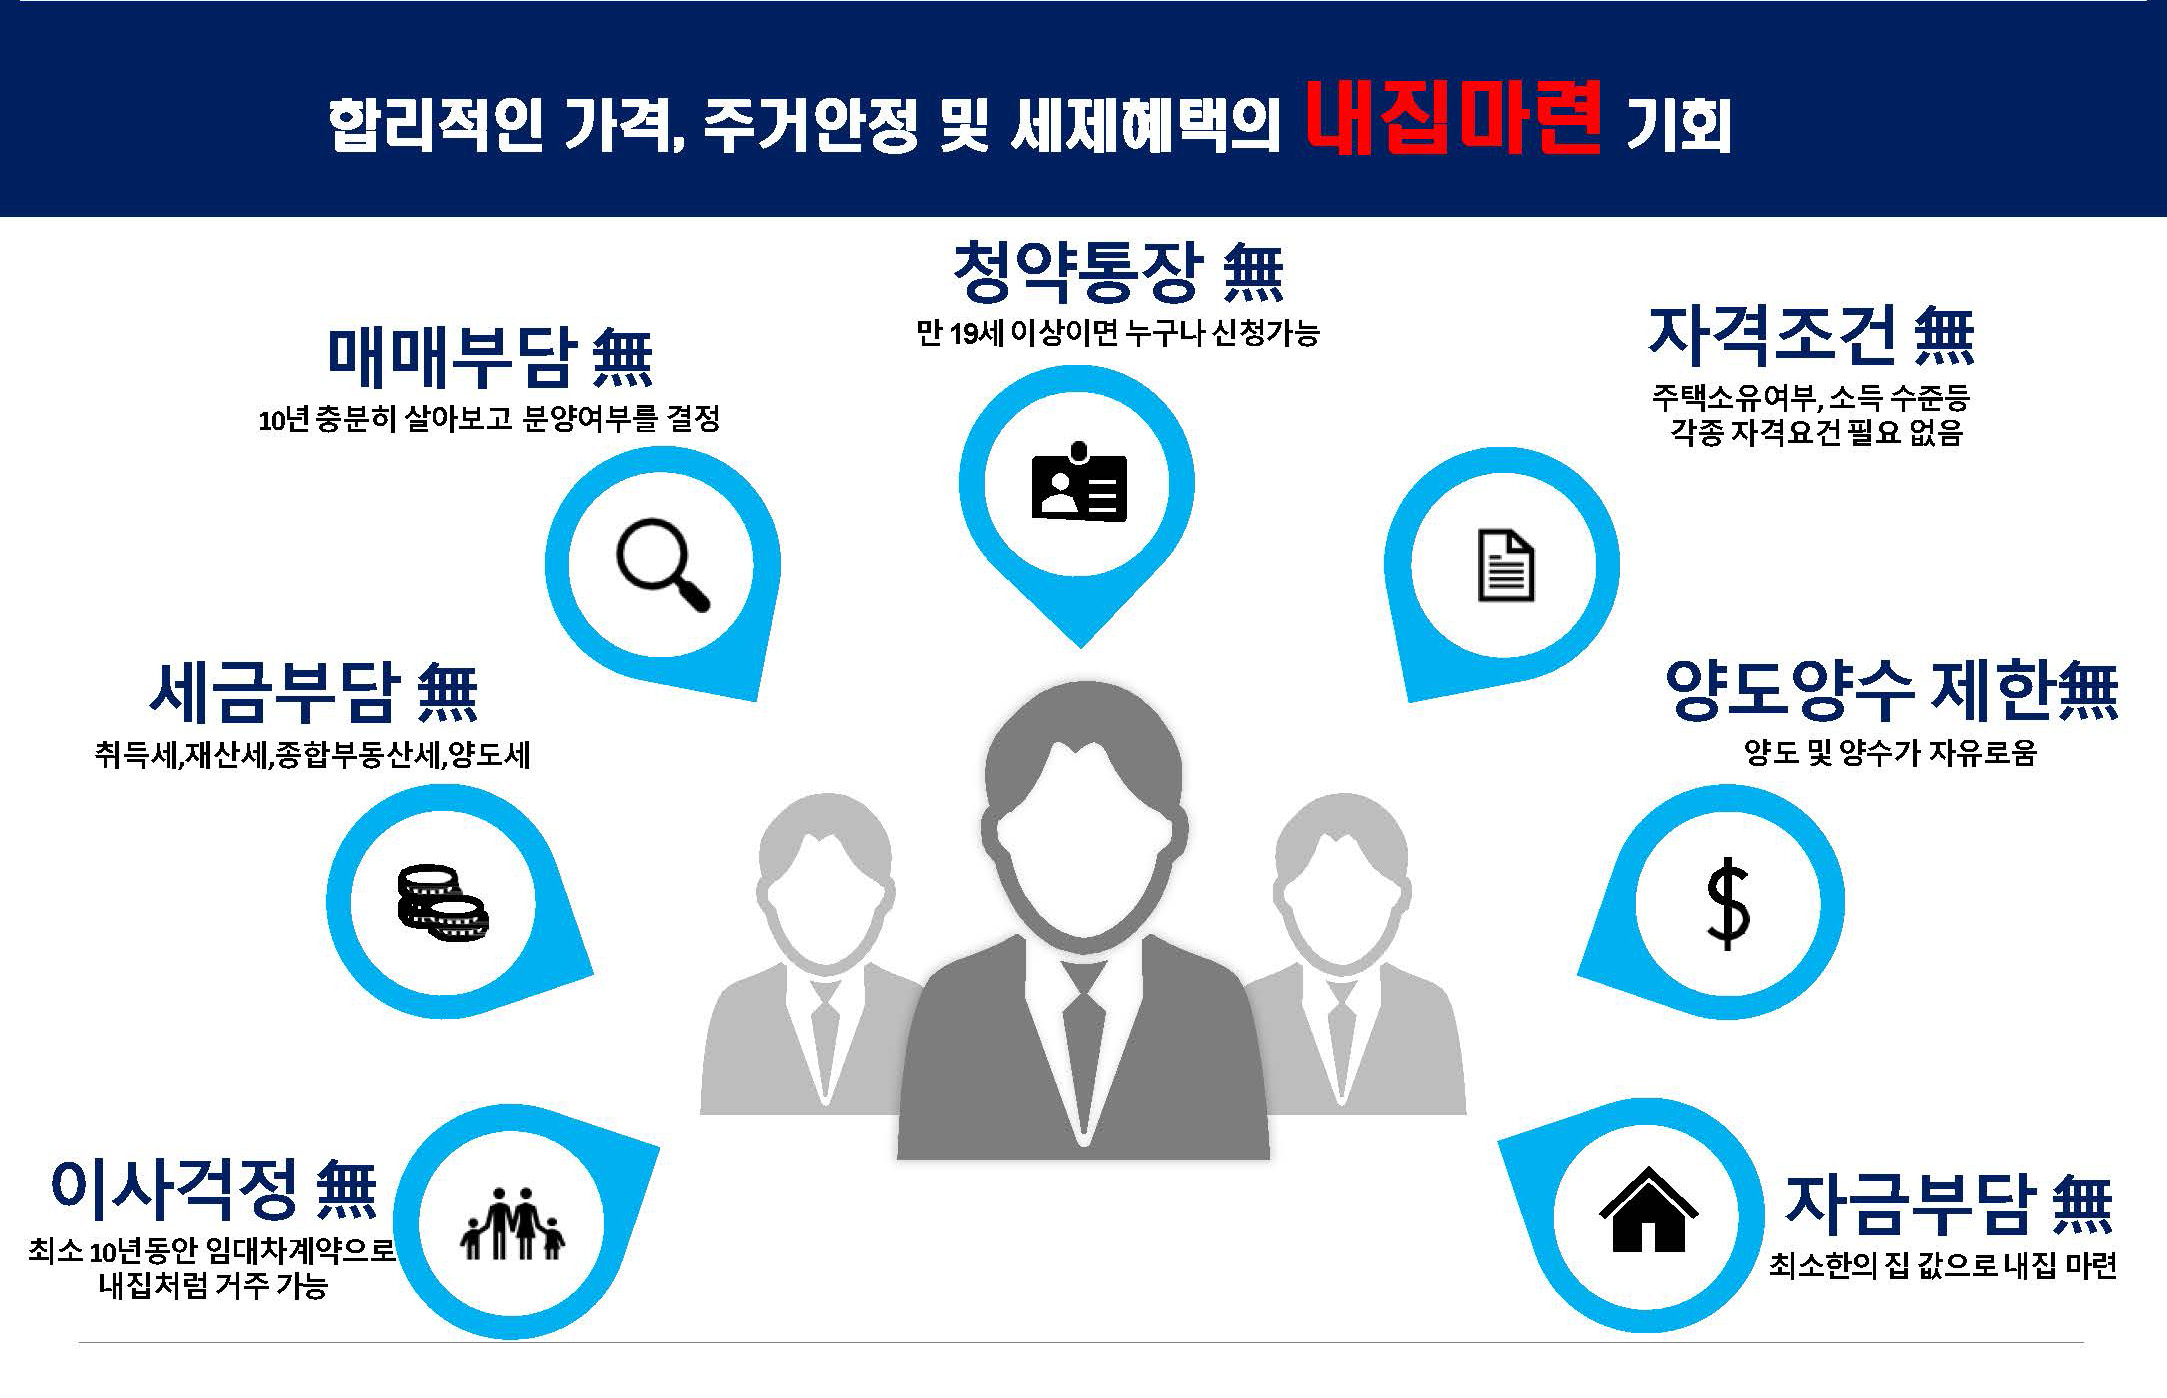 합리적인 가격, 주거안정 및 세제혜택의 내집마련 기회
청약통장 無
만 19세 이상이면 누구나 신청가능
매매부담 無
10년 충분히 살아보고 분양여부를 결정
자격조건 無
주택소유여부, 소득 수준등
각종 자격요건 필요 없음
세금부담 無
취득세,재산세,종합부동산세,양도세
양도양수 제한無
양도 및 양수가 자유로움
이사걱정 無
최소 10년동안 임대차계약으로
내집처럼 거주 가능
자금부담 無
최소한의 집 값으로 내집 마련